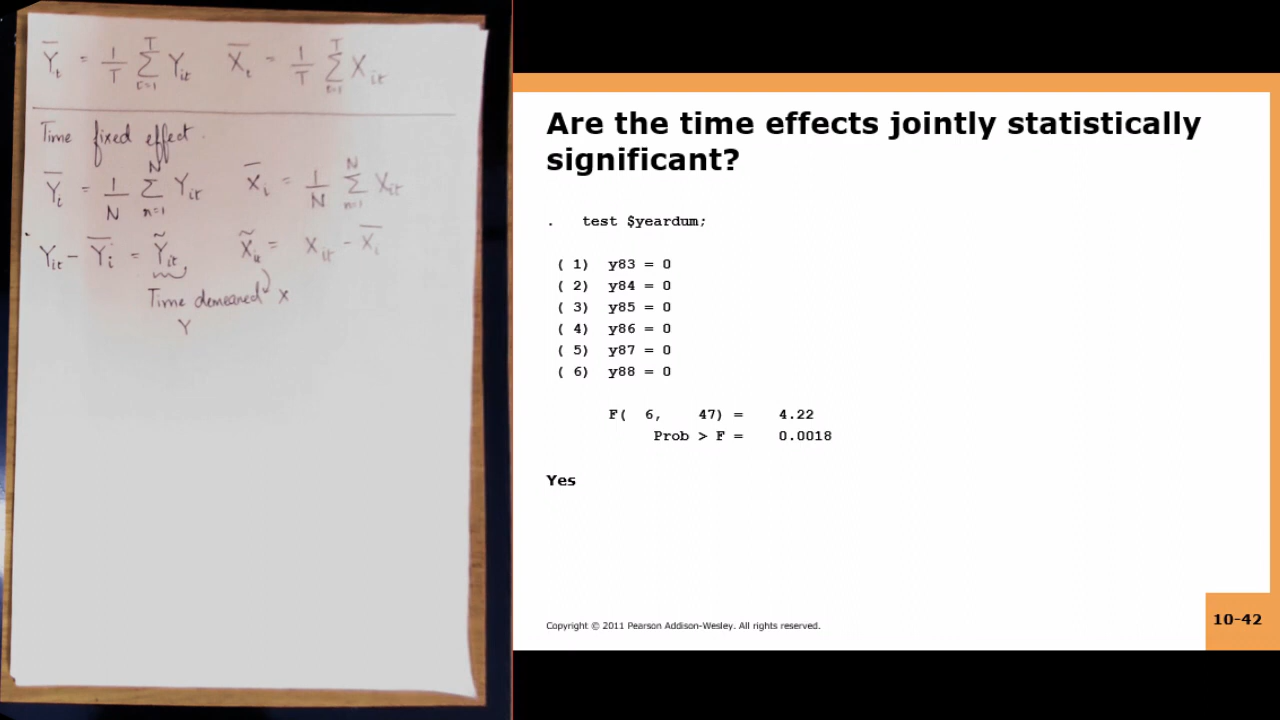 Ȳ_t = 1/T Σ_{t=1}^{T} Y_it   X̄_t = 1/T Σ_{t=1}^{T} X_it
Time fixed effect.
Ȳ_t = 1/N Σ_{n=1}^{N} Y_it   X̄_i = 1/N Σ_{n=1}^{N} X_it
Y_it - Ȳ_i = Ỹ_it   X̃_it = X_it - X̄_i
Time demeaned X
Y
Are the time effects jointly statistically
significant?
. test $yeardum;
( 1) y83 = 0
( 2) y84 = 0
( 3) y85 = 0
( 4) y86 = 0
( 5) y87 = 0
( 6) y88 = 0
F( 6, 47) = 4.22
Prob > F = 0.0018
Yes
Copyright © 2011 Pearson Addison-Wesley. All rights reserved.
10-42